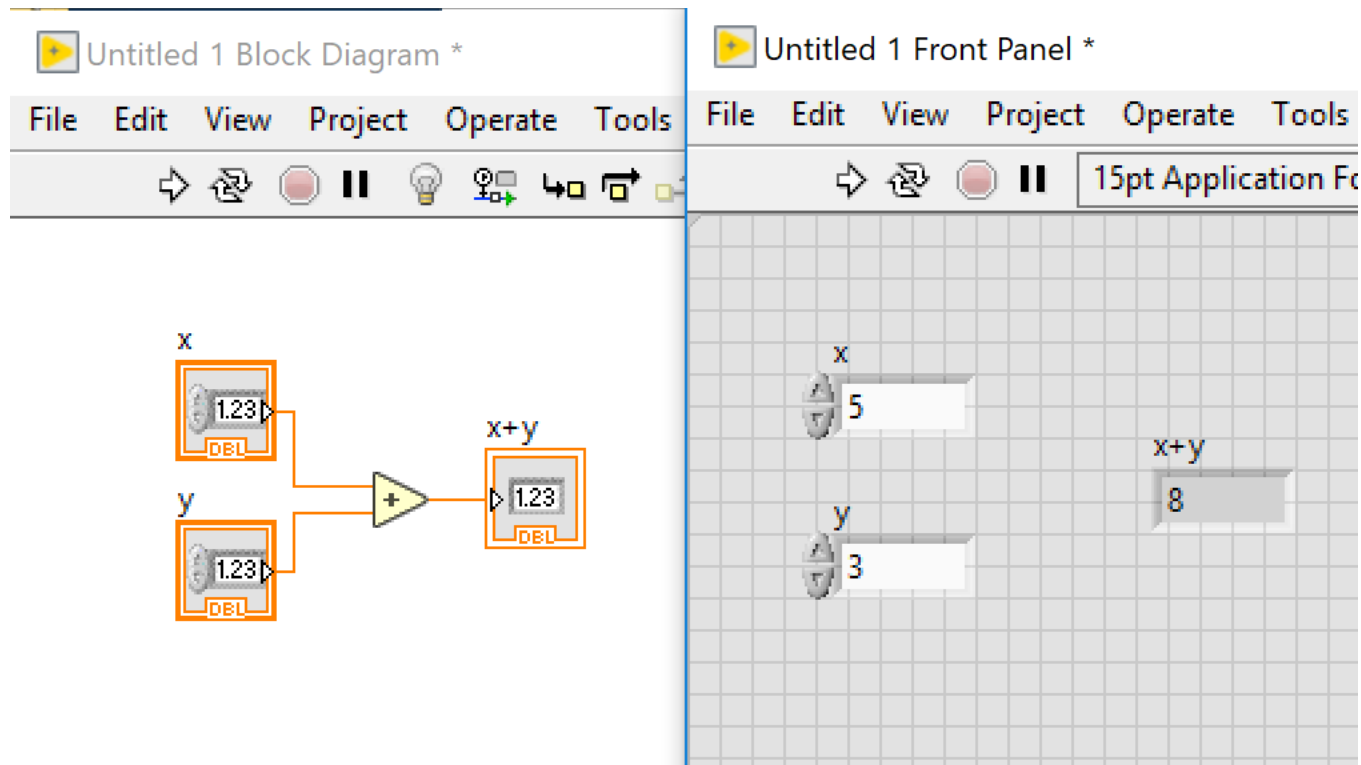 Untitled 1 Block Diagram *
File Edit View Project Operate Tools
x
1.23
DBL
x+y
1.23
DBL
+
y
1.23
DBL
Untitled 1 Front Panel *
File Edit View Project Operate Tools
15pt Application Fo
x
5
x+y
8
y
3